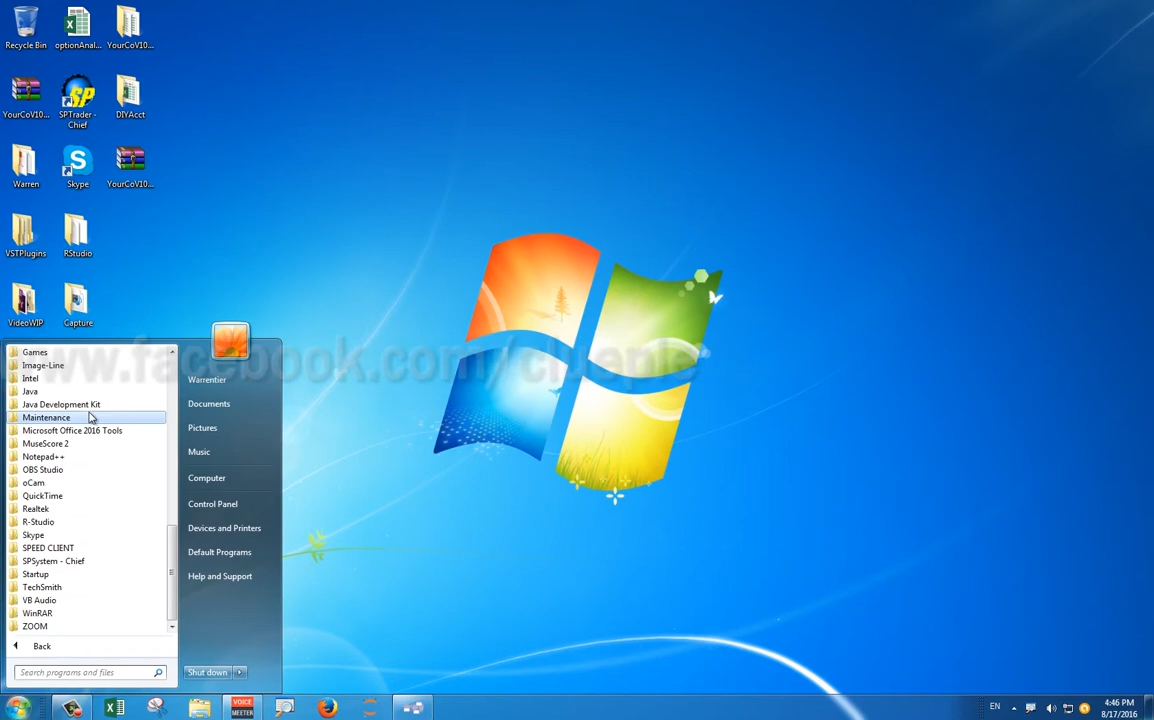 Recycle Bin
optionAnal...
YourCoV10...
YourCoV10...
SPTrader -
Chief
DIYAcct
Warren
Skype
YourCoV10...
VSTPlugins
RStudio
VideoWIP
Capture
www.facebook.com/cluepie
Games
Image-Line
Intel
Java
Java Development Kit
Maintenance
Microsoft Office 2016 Tools
MuseScore 2
Notepad++
OBS Studio
oCam
QuickTime
Realtek
R-Studio
Skype
SPEED CLIENT
SPSystem - Chief
Startup
TechSmith
VB Audio
WinRAR
ZOOM
Back
Search programs and files
Warrentier
Documents
Pictures
Music
Computer
Control Panel
Devices and Printers
Default Programs
Help and Support
Shut down
VOICE
MEETER
EN
4:46 PM
8/17/2016